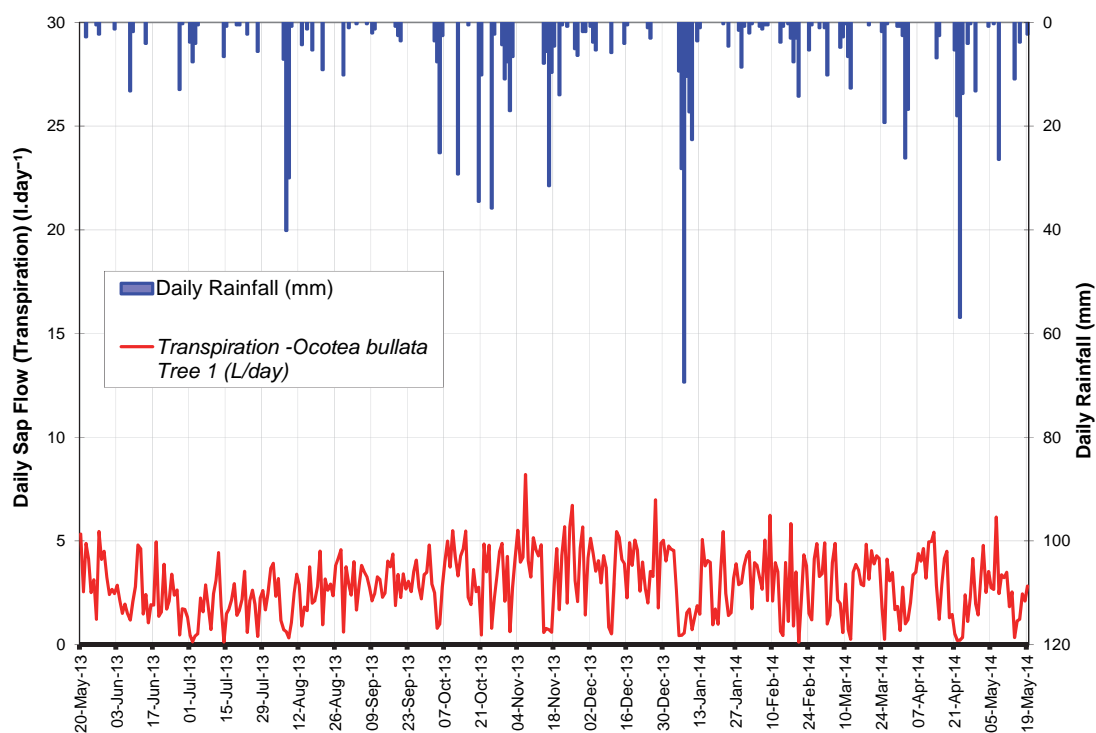 30
25
20
15
10
5
0
Daily Sap Flow (Transpiration) (l.day⁻¹)
Daily Rainfall (mm)
Transpiration -Ocotea bullata
Tree 1 (L/day)
0
20
40
60
80
100
120
Daily Rainfall (mm)
20-May-13
03-Jun-13
17-Jun-13
01-Jul-13
15-Jul-13
29-Jul-13
12-Aug-13
26-Aug-13
09-Sep-13
23-Sep-13
07-Oct-13
21-Oct-13
04-Nov-13
18-Nov-13
02-Dec-13
16-Dec-13
30-Dec-13
13-Jan-14
27-Jan-14
10-Feb-14
24-Feb-14
10-Mar-14
24-Mar-14
07-Apr-14
21-Apr-14
05-May-14
19-May-14